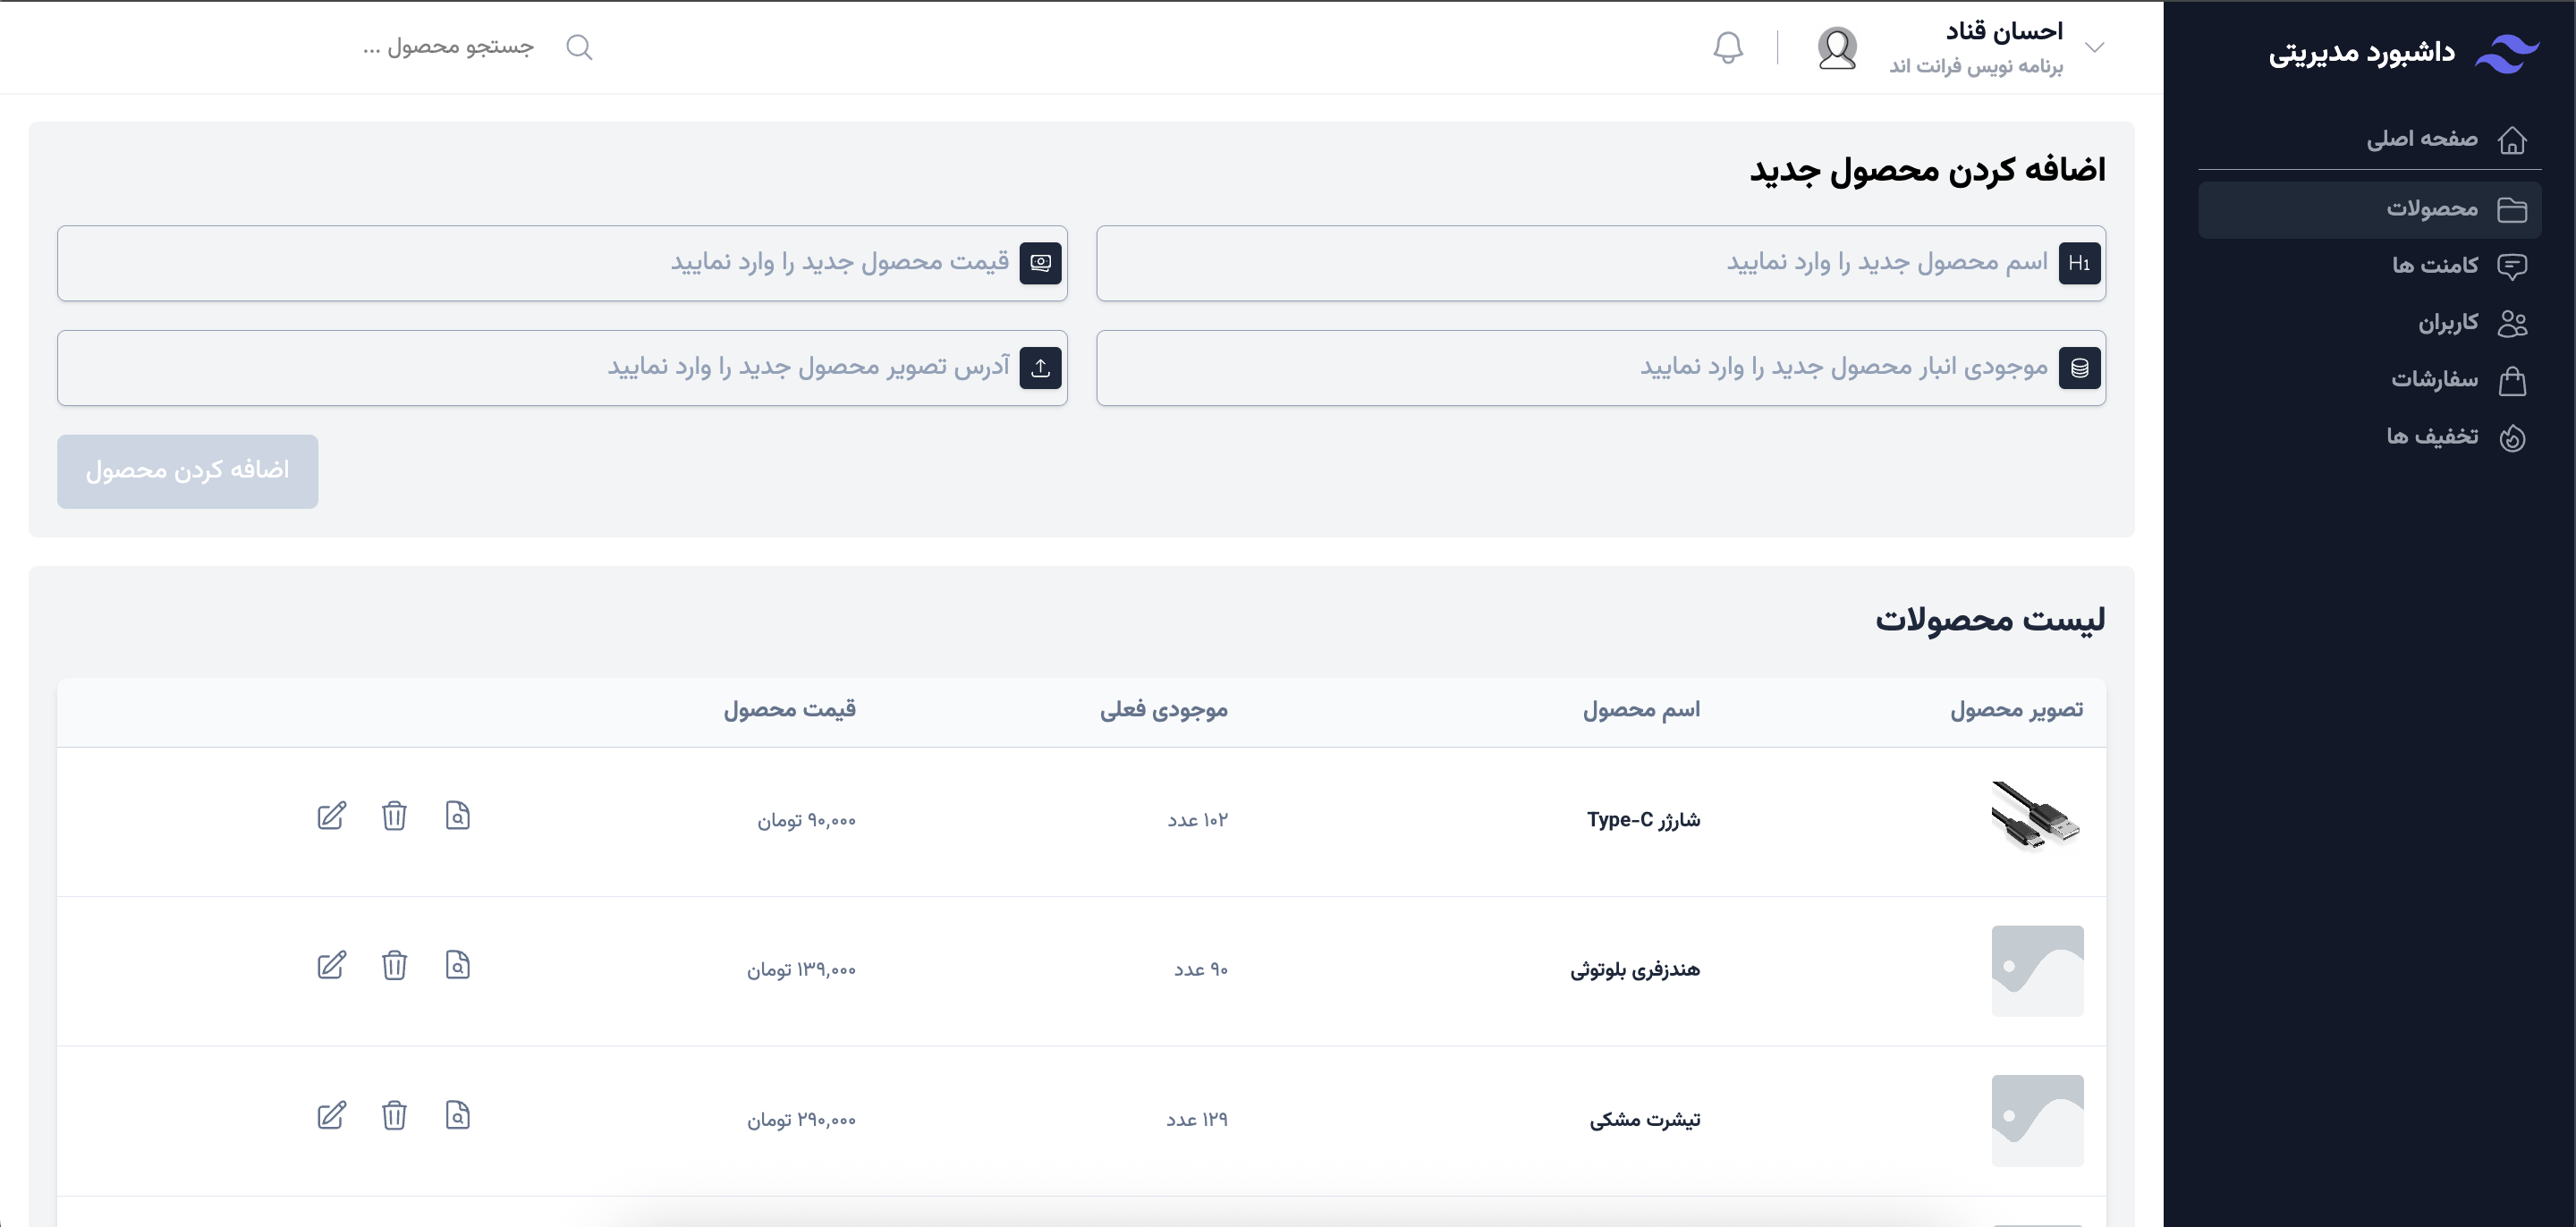 داشبورد مدیریتی
صفحه اصلی
محصولات
کامنت ها
کاربران
سفارشات
تخفیف ها
احسان قناد
برنامه نویس فرانت اند
جستجو محصول ...
اضافه کردن محصول جدید
H1 اسم محصول جدید را وارد نمایید
قیمت محصول جدید را وارد نمایید
موجودی انبار محصول جدید را وارد نمایید
آدرس تصویر محصول جدید را وارد نمایید
اضافه کردن محصول
لیست محصولات
تصویر محصول اسم محصول موجودی فعلی قیمت محصول
شارژر Type-C ۱۰۲ عدد ۹۰,۰۰۰ تومان
هندزفری بلوتوثی ۹۰ عدد ۱۳۹,۰۰۰ تومان
تیشرت مشکی ۱۲۹ عدد ۲۹۰,۰۰۰ تومان